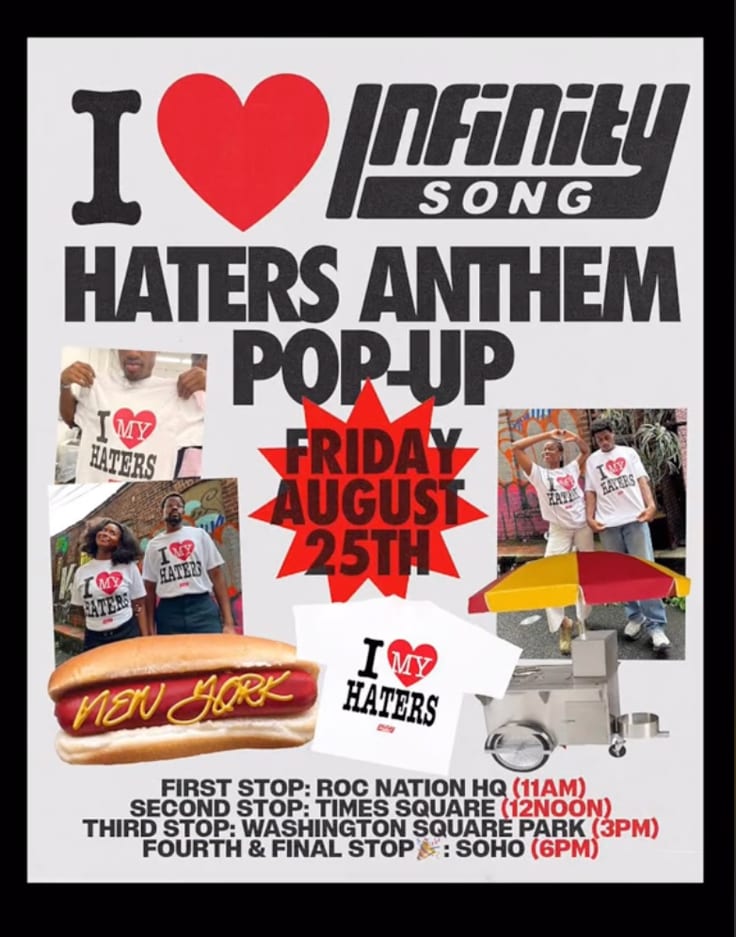 I ❤ Infinity
SONG
HATERS ANTHEM
POP-UP
FRIDAY
AUGUST
25TH
I MY
HATERS
I MY
HATERS
I MY
HATERS
I MY
HATERS
I MY
HATERS
NEW YORK
I MY
HATERS
FIRST STOP: ROC NATION HQ (11AM)
SECOND STOP: TIMES SQUARE (12NOON)
THIRD STOP: WASHINGTON SQUARE PARK (3PM)
FOURTH & FINAL STOP 🎉: SOHO (6PM)